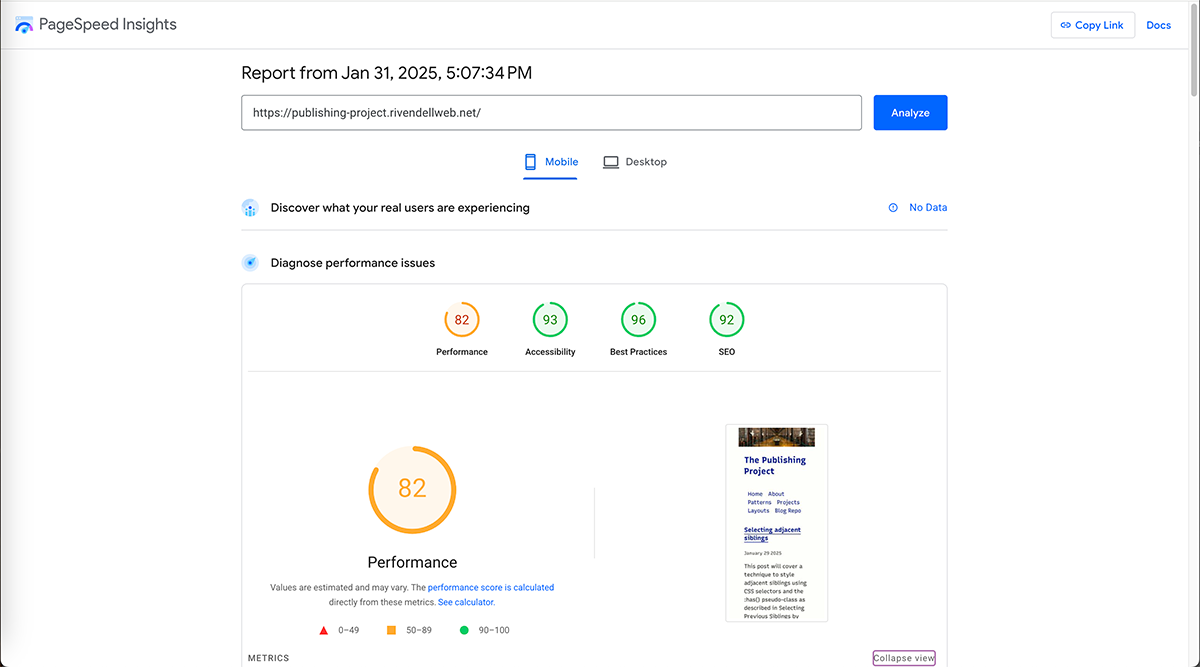 PageSpeed Insights
Copy Link
Docs
Report from Jan 31, 2025, 5:07:34 PM
https://publishing-project.rivendellweb.net/
Analyze
Mobile
Desktop
Discover what your real users are experiencing
No Data
Diagnose performance issues
82
93
96
92
Performance
Accessibility
Best Practices
SEO
82
Performance
Values are estimated and may vary. The performance score is calculated
directly from these metrics. See calculator.
0–49
50–89
90–100
The Publishing
Project
Home About
Patterns Projects
Layouts Blog Repo
Selecting adjacent
siblings
January 29 2025
This post will cover a
technique to style
adjacent siblings using
CSS selectors and the
:has() pseudo-class as
described in Selecting
Previous Siblings by
METRICS
Collapse view